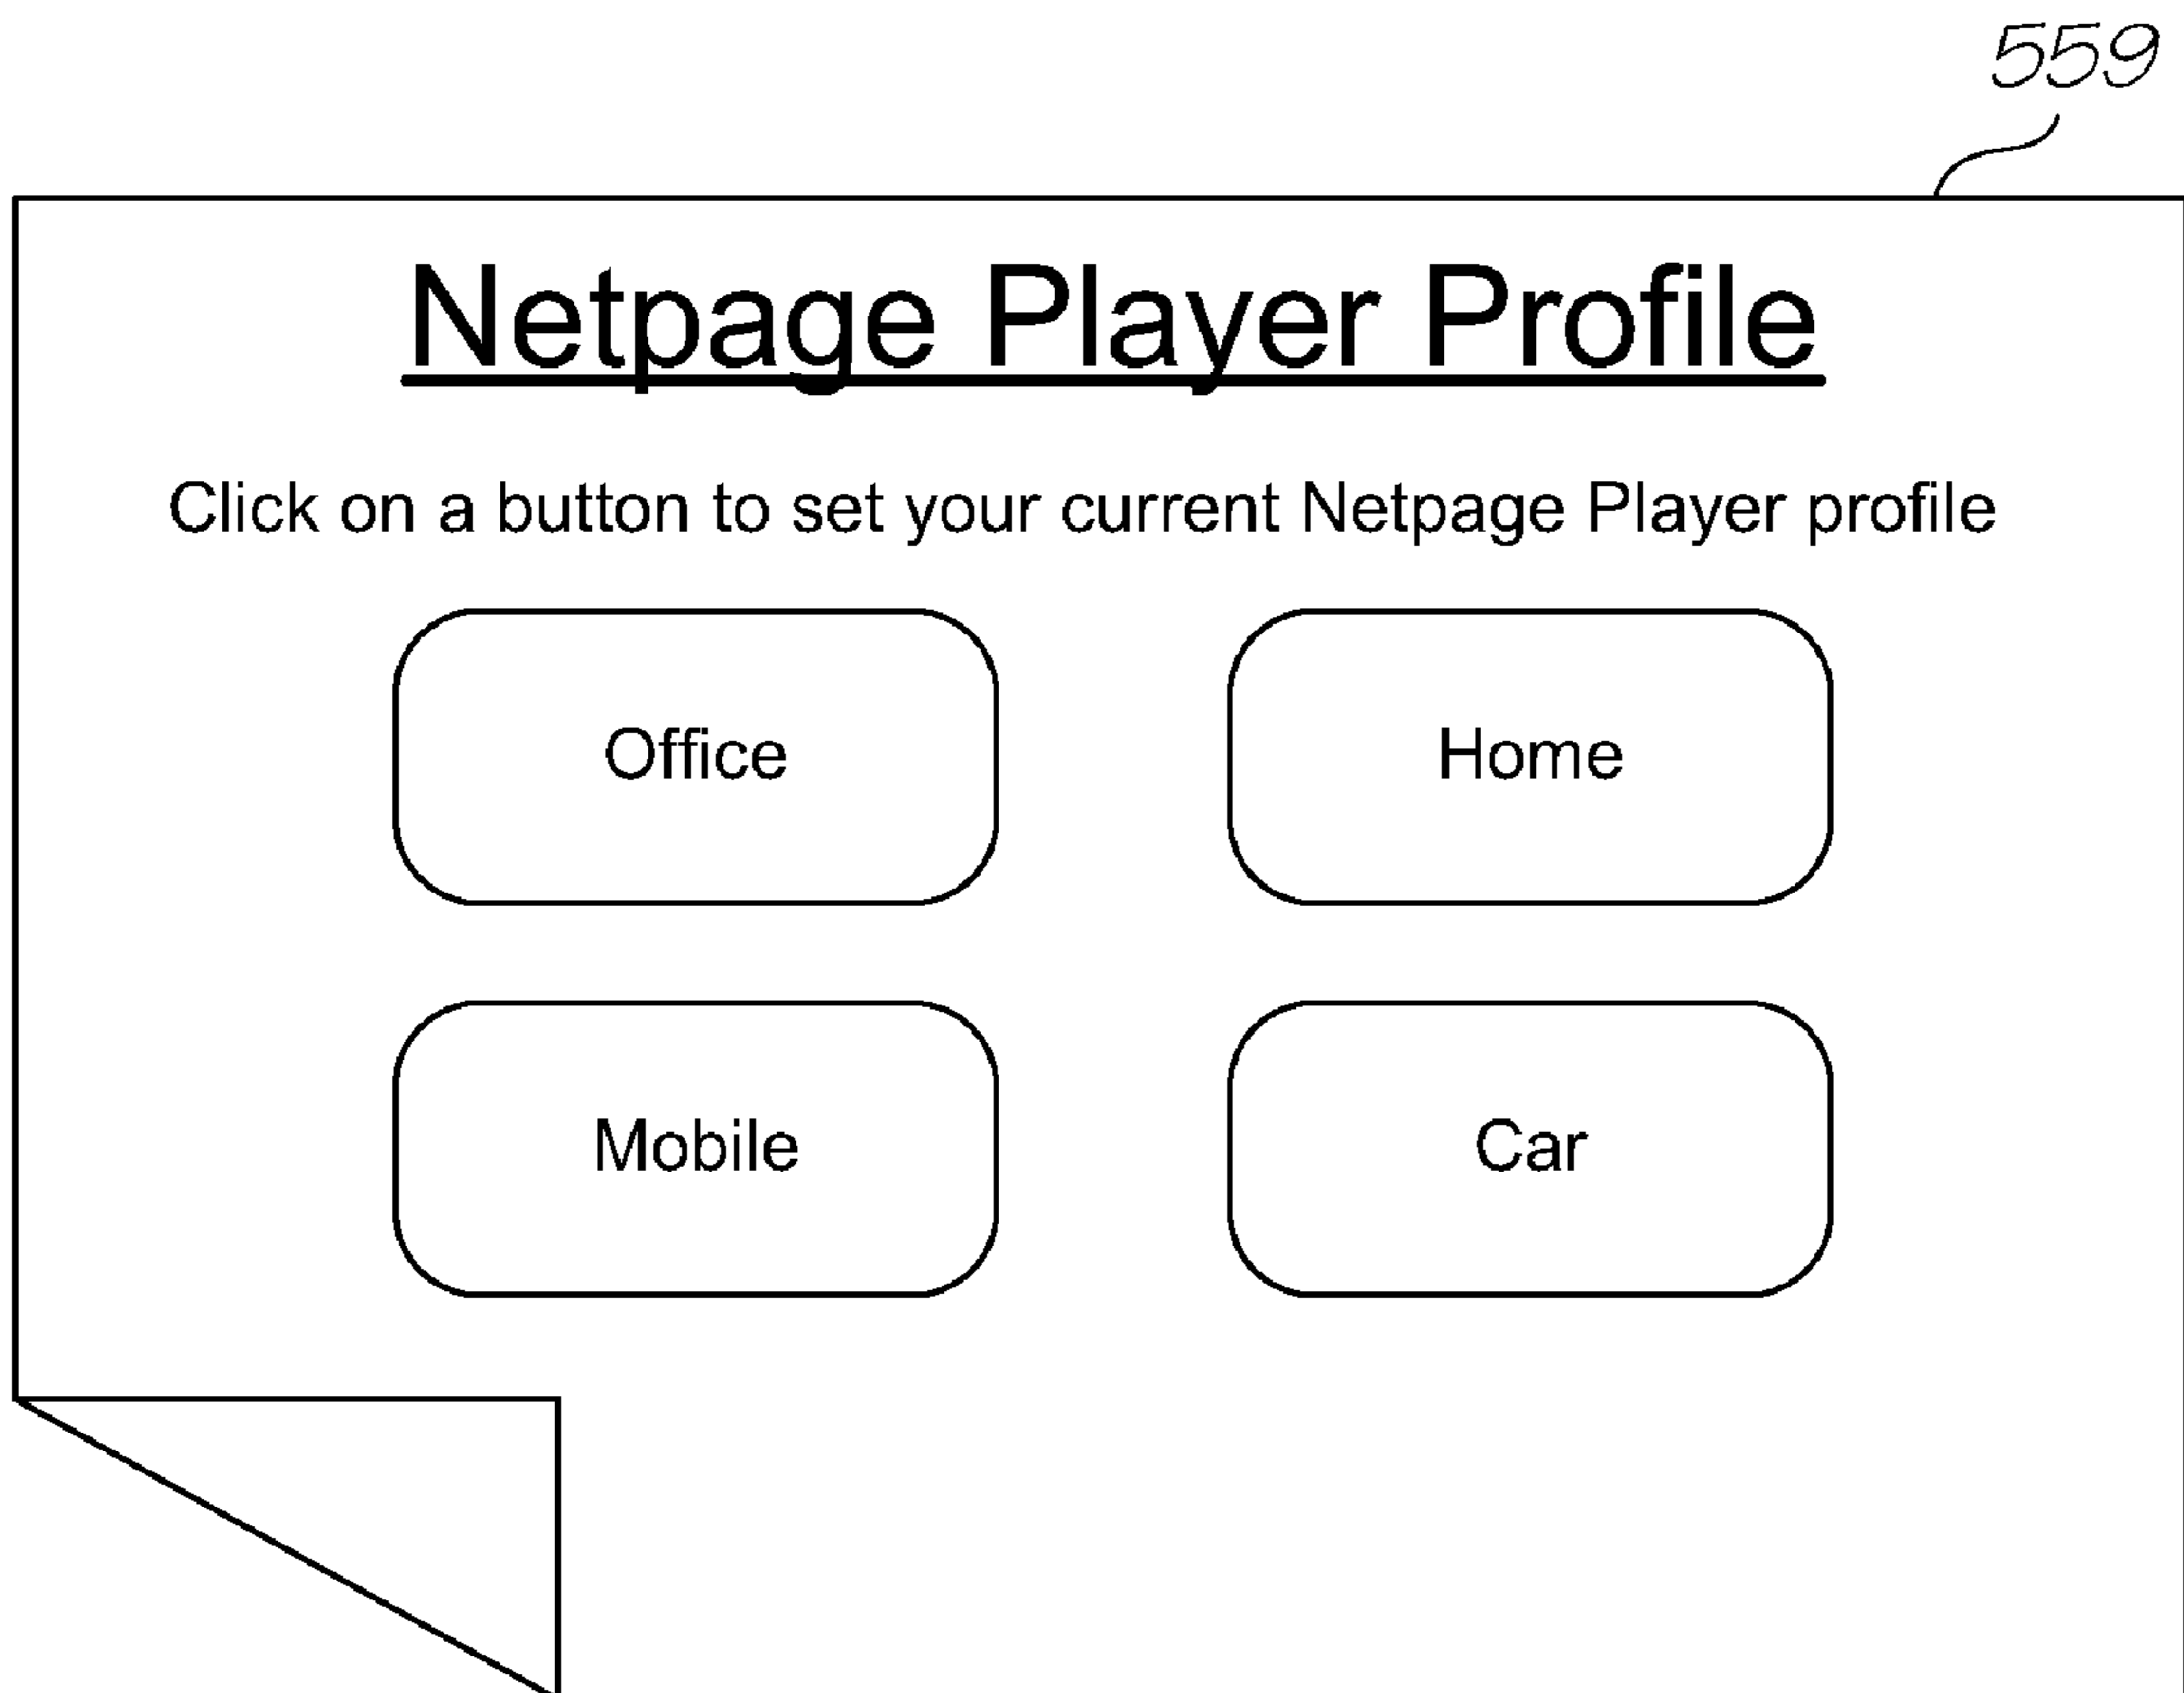 559
Netpage Player Profile
Click on a button to set your current Netpage Player profile
Office Home
Mobile Car